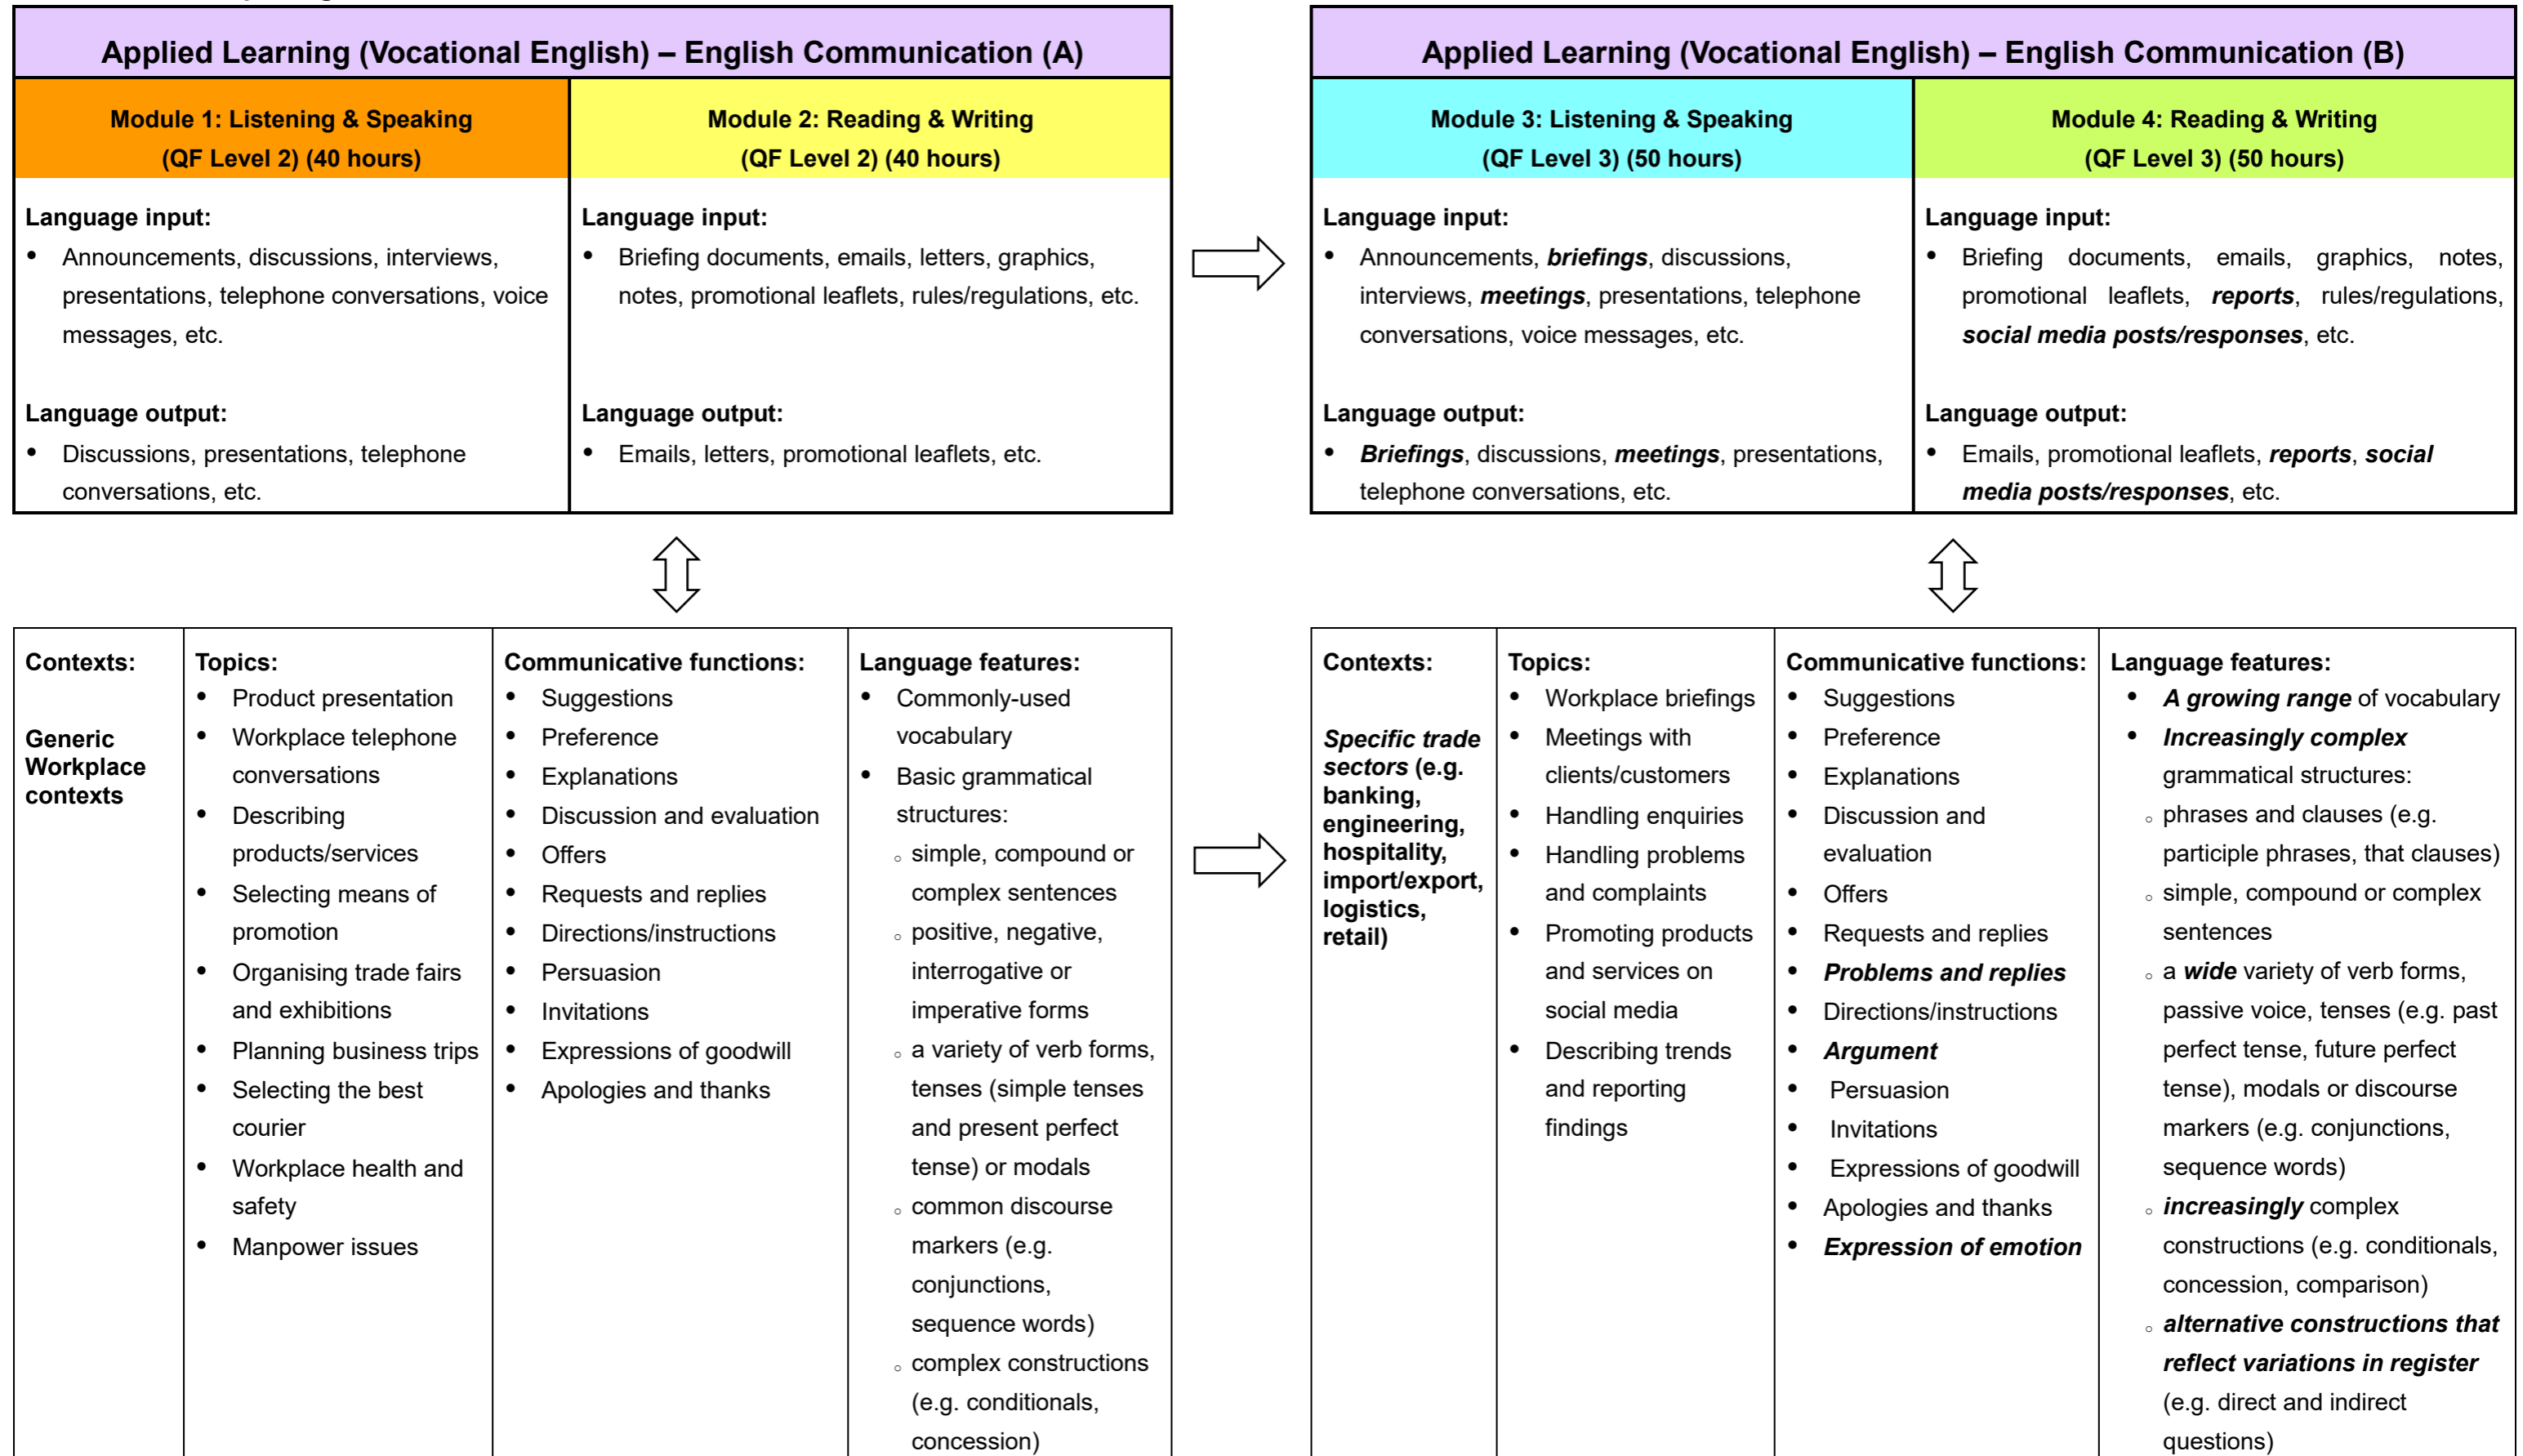 Applied Learning (Vocational English) – English Communication (A)
Module 1: Listening & Speaking
(QF Level 2) (40 hours)
Language input:
• Announcements, discussions, interviews,
presentations, telephone conversations, voice
messages, etc.
Language output:
• Discussions, presentations, telephone
conversations, etc.
Module 2: Reading & Writing
(QF Level 2) (40 hours)
Language input:
• Briefing documents, emails, letters, graphics,
notes, promotional leaflets, rules/regulations, etc.
Language output:
• Emails, letters, promotional leaflets, etc.
Applied Learning (Vocational English) – English Communication (B)
Module 3: Listening & Speaking
(QF Level 3) (50 hours)
Language input:
• Announcements, briefings, discussions,
interviews, meetings, presentations, telephone
conversations, voice messages, etc.
Language output:
• Briefings, discussions, meetings, presentations,
telephone conversations, etc.
Module 4: Reading & Writing
(QF Level 3) (50 hours)
Language input:
• Briefing documents, emails, graphics, notes,
promotional leaflets, reports, rules/regulations,
social media posts/responses, etc.
Language output:
• Emails, promotional leaflets, reports, social
media posts/responses, etc.
Contexts:
Generic
Workplace
contexts
Topics:
• Product presentation
• Workplace telephone
conversations
• Describing
products/services
• Selecting means of
promotion
• Organising trade fairs
and exhibitions
• Planning business trips
• Selecting the best
courier
• Workplace health and
safety
• Manpower issues
Communicative functions:
• Suggestions
• Preference
• Explanations
• Discussion and evaluation
• Offers
• Requests and replies
• Directions/instructions
• Persuasion
• Invitations
• Expressions of goodwill
• Apologies and thanks
Language features:
• Commonly-used
vocabulary
• Basic grammatical
structures:
○ simple, compound or
complex sentences
○ positive, negative,
interrogative or
imperative forms
○ a variety of verb forms,
tenses (simple tenses
and present perfect
tense) or modals
○ common discourse
markers (e.g.
conjunctions,
sequence words)
○ complex constructions
(e.g. conditionals,
concession)
Contexts:
Specific trade
sectors (e.g.
banking,
engineering,
hospitality,
import/export,
logistics,
retail)
Topics:
• Workplace briefings
• Meetings with
clients/customers
• Handling enquiries
• Handling problems
and complaints
• Promoting products
and services on
social media
• Describing trends
and reporting
findings
Communicative functions:
• Suggestions
• Preference
• Explanations
• Discussion and
evaluation
• Offers
• Requests and replies
• Problems and replies
• Directions/instructions
• Argument
• Persuasion
• Invitations
• Expressions of goodwill
• Apologies and thanks
• Expression of emotion
Language features:
• A growing range of vocabulary
• Increasingly complex
grammatical structures:
○ phrases and clauses (e.g.
participle phrases, that clauses)
○ simple, compound or complex
sentences
○ a wide variety of verb forms,
passive voice, tenses (e.g. past
perfect tense, future perfect
tense), modals or discourse
markers (e.g. conjunctions,
sequence words)
○ increasingly complex
constructions (e.g. conditionals,
concession, comparison)
○ alternative constructions that
reflect variations in register
(e.g. direct and indirect
questions)